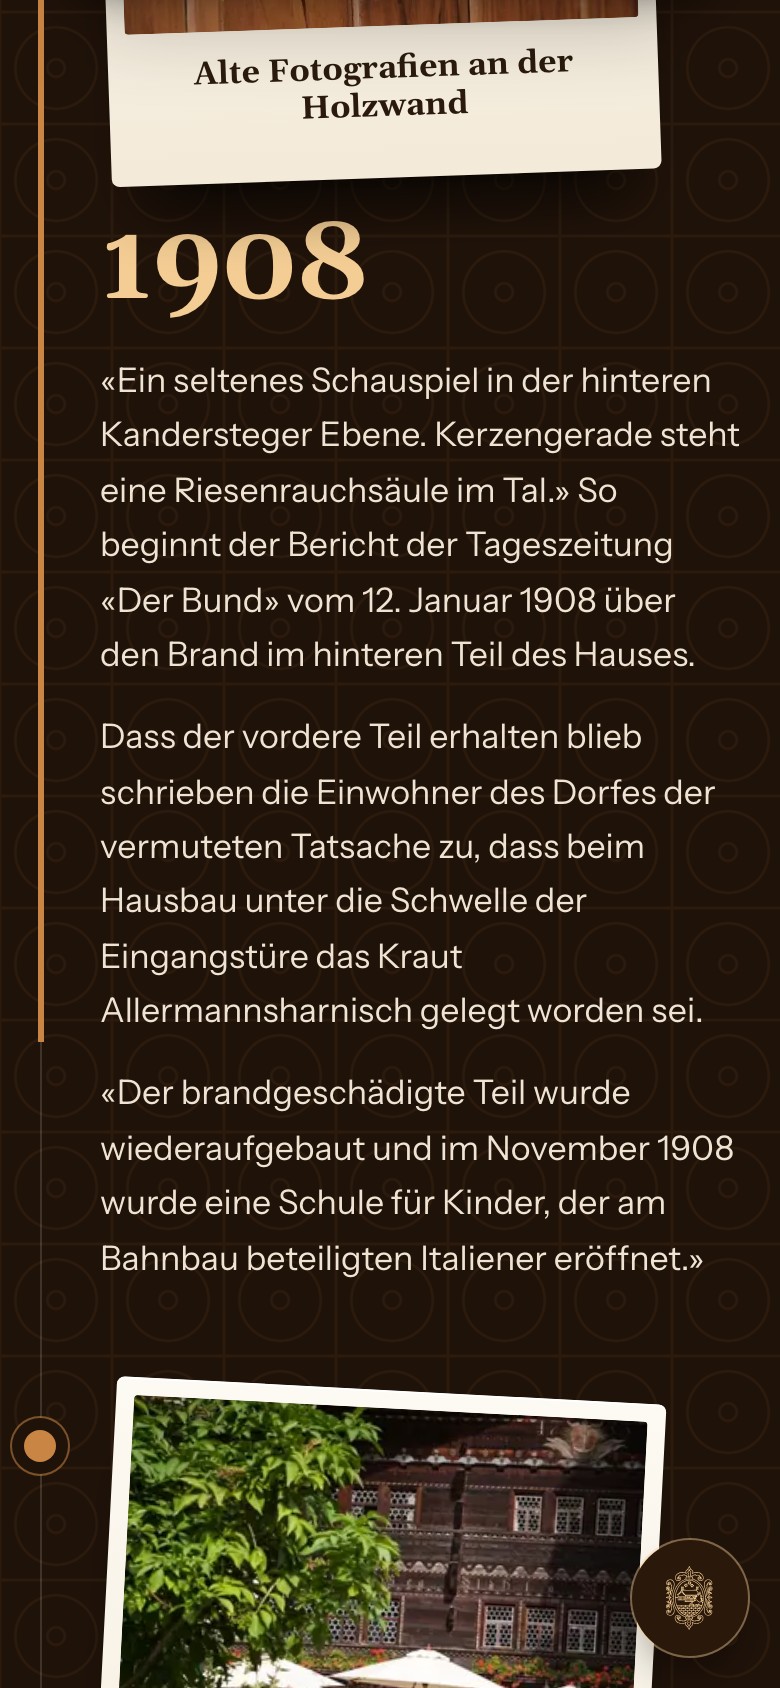 Alte Fotografien an der
Holzwand
1908
«Ein seltenes Schauspiel in der hinteren
Kandersteger Ebene. Kerzengerade steht
eine Riesenrauchsäule im Tal.» So
beginnt der Bericht der Tageszeitung
«Der Bund» vom 12. Januar 1908 über
den Brand im hinteren Teil des Hauses.
Dass der vordere Teil erhalten blieb
schrieben die Einwohner des Dorfes der
vermuteten Tatsache zu, dass beim
Hausbau unter die Schwelle der
Eingangstüre das Kraut
Allermannsharnisch gelegt worden sei.
«Der brandgeschädigte Teil wurde
wiederaufgebaut und im November 1908
wurde eine Schule für Kinder, der am
Bahnbau beteiligten Italiener eröffnet.»